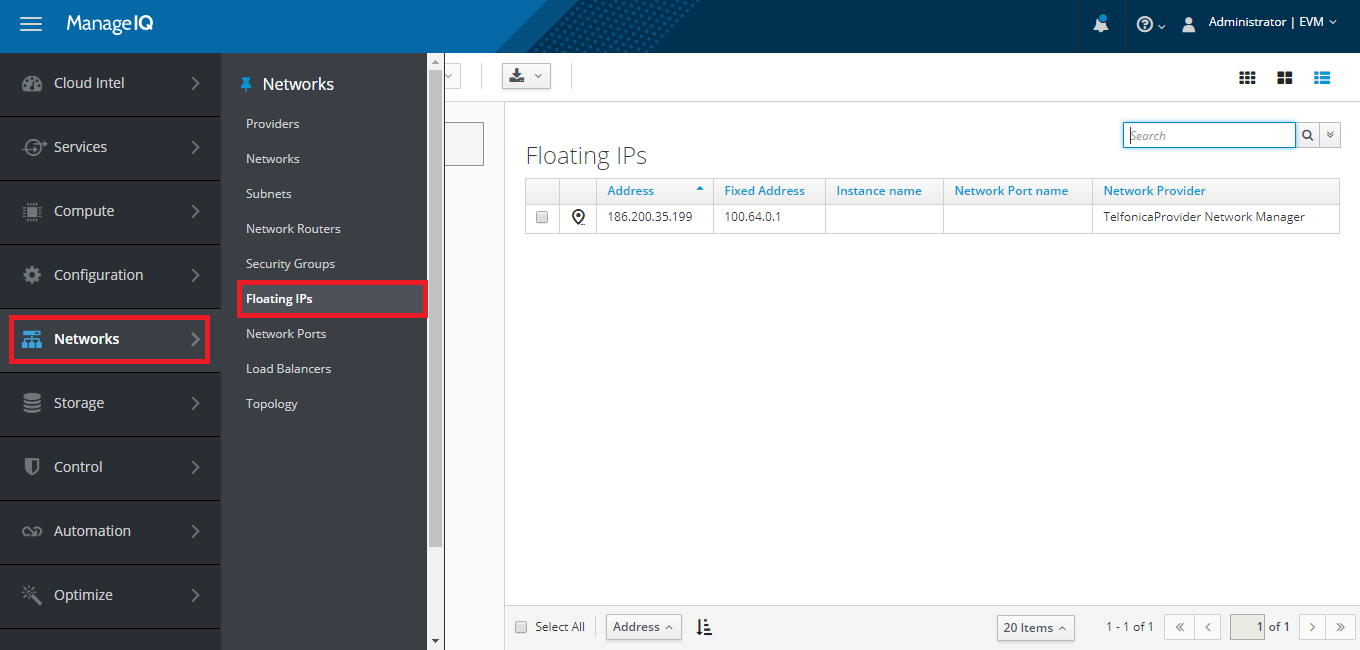 ManageIQ
Administrator | EVM
Cloud Intel
Services
Compute
Configuration
Networks
Storage
Control
Automation
Optimize
Networks
Providers
Networks
Subnets
Network Routers
Security Groups
Floating IPs
Network Ports
Load Balancers
Topology
Search
Floating IPs
Address Fixed Address Instance name Network Port name Network Provider
186.200.35.199 100.64.0.1 TelfonicaProvider Network Manager
Select All Address 20 Items 1 - 1 of 1 1 of 1